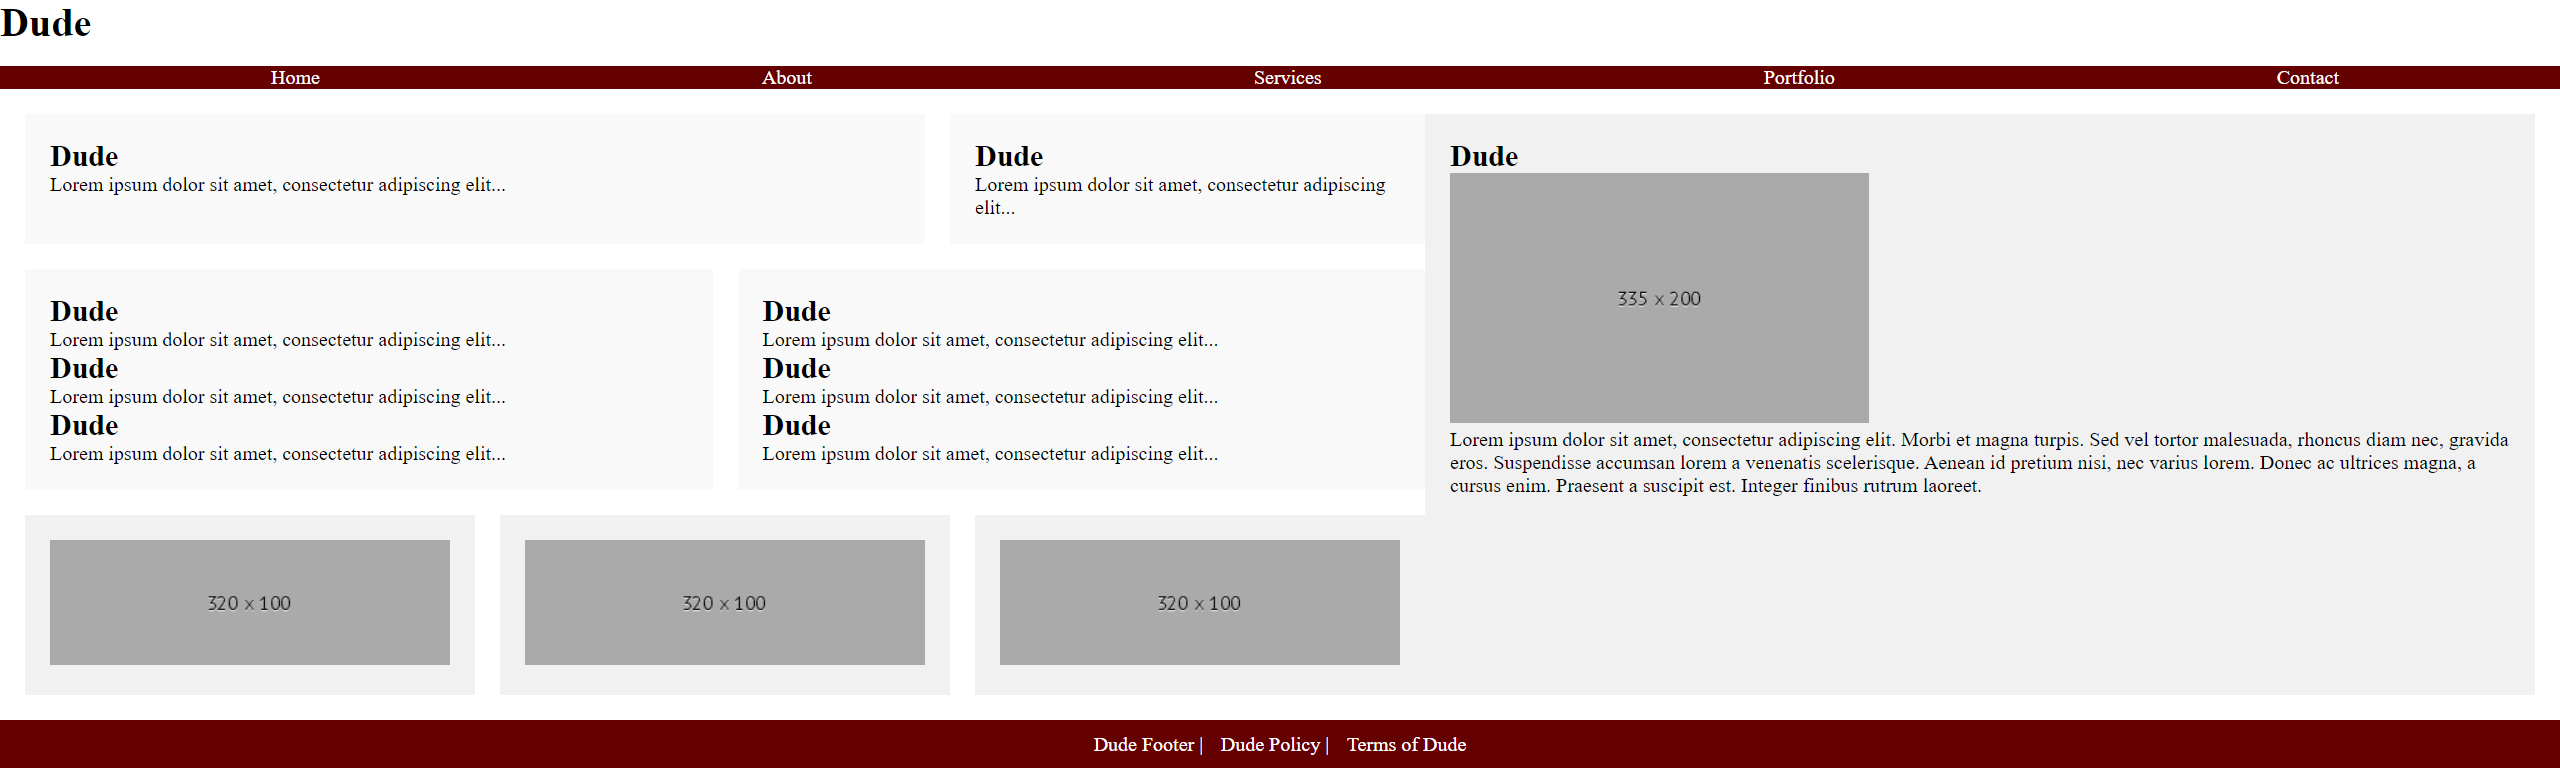 Dude
Home About Services Portfolio Contact
Dude
Lorem ipsum dolor sit amet, consectetur adipiscing elit...
Dude
Lorem ipsum dolor sit amet, consectetur adipiscing
elit...
Dude
Lorem ipsum dolor sit amet, consectetur adipiscing elit...
Dude
Lorem ipsum dolor sit amet, consectetur adipiscing elit...
Dude
Lorem ipsum dolor sit amet, consectetur adipiscing elit...
Dude
Lorem ipsum dolor sit amet, consectetur adipiscing elit...
Dude
Lorem ipsum dolor sit amet, consectetur adipiscing elit...
Dude
Lorem ipsum dolor sit amet, consectetur adipiscing elit...
320 x 100
320 x 100
320 x 100
Dude
335 x 200
Lorem ipsum dolor sit amet, consectetur adipiscing elit. Morbi et magna turpis. Sed vel tortor malesuada, rhoncus diam nec, gravida
eros. Suspendisse accumsan lorem a venenatis scelerisque. Aenean id pretium nisi, nec varius lorem. Donec ac ultrices magna, a
cursus enim. Praesent a suscipit est. Integer finibus rutrum laoreet.
Dude Footer | Dude Policy | Terms of Dude